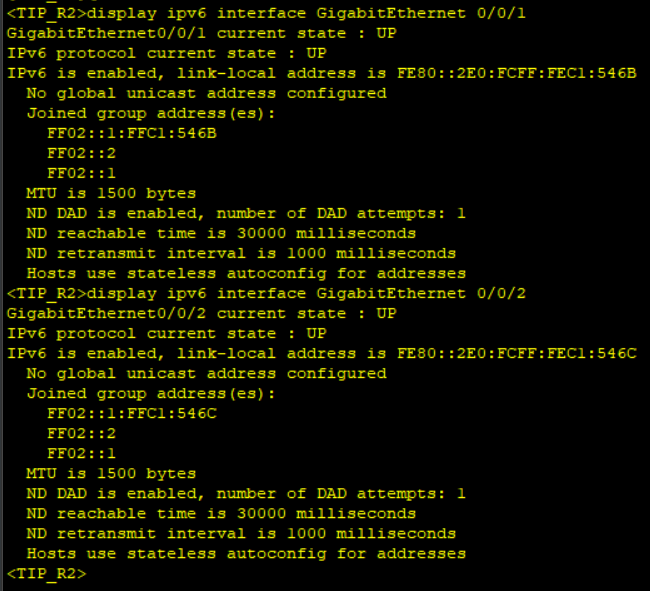 <TIP_R2>display ipv6 interface GigabitEthernet 0/0/1
GigabitEthernet0/0/1 current state : UP
IPv6 protocol current state : UP
IPv6 is enabled, link-local address is FE80::2E0:FCFF:FEC1:546B
  No global unicast address configured
  Joined group address(es):
    FF02::1:FFC1:546B
    FF02::2
    FF02::1
  MTU is 1500 bytes
  ND DAD is enabled, number of DAD attempts: 1
  ND reachable time is 30000 milliseconds
  ND retransmit interval is 1000 milliseconds
  Hosts use stateless autoconfig for addresses
<TIP_R2>display ipv6 interface GigabitEthernet 0/0/2
GigabitEthernet0/0/2 current state : UP
IPv6 protocol current state : UP
IPv6 is enabled, link-local address is FE80::2E0:FCFF:FEC1:546C
  No global unicast address configured
  Joined group address(es):
    FF02::1:FFC1:546C
    FF02::2
    FF02::1
  MTU is 1500 bytes
  ND DAD is enabled, number of DAD attempts: 1
  ND reachable time is 30000 milliseconds
  ND retransmit interval is 1000 milliseconds
  Hosts use stateless autoconfig for addresses
<TIP_R2>